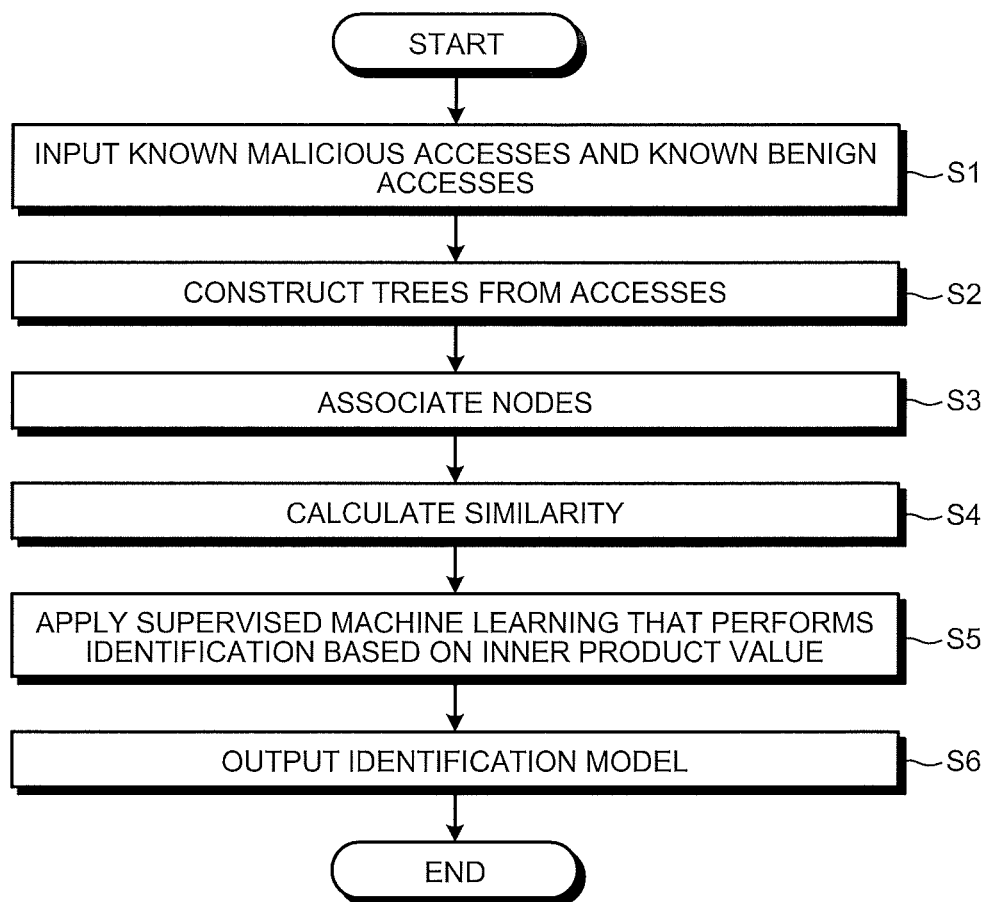 START
INPUT KNOWN MALICIOUS ACCESSES AND KNOWN BENIGN
ACCESSES
S1
CONSTRUCT TREES FROM ACCESSES
S2
ASSOCIATE NODES
S3
CALCULATE SIMILARITY
S4
APPLY SUPERVISED MACHINE LEARNING THAT PERFORMS
IDENTIFICATION BASED ON INNER PRODUCT VALUE
S5
OUTPUT IDENTIFICATION MODEL
S6
END